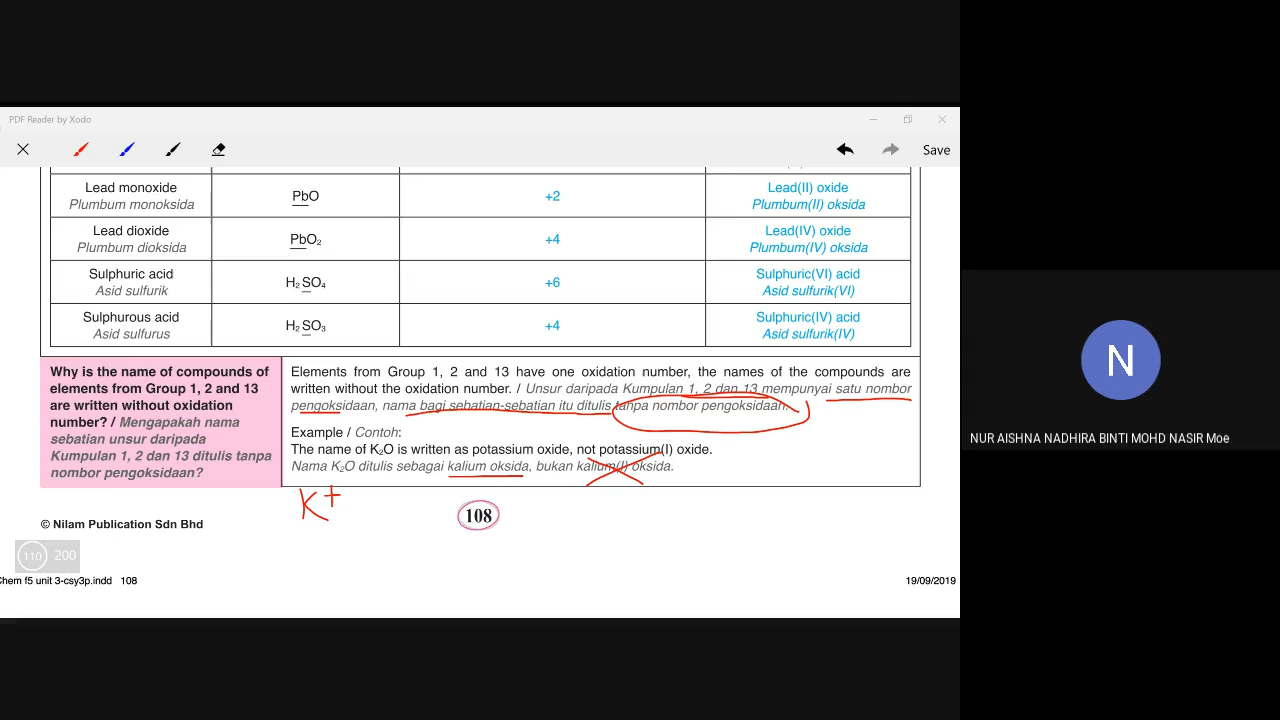 PDF Reader by Xodo
Save
Lead monoxide
Plumbum monoksida
PbO
+2
Lead(II) oxide
Plumbum(II) oksida
Lead dioxide
Plumbum dioksida
PbO₂
+4
Lead(IV) oxide
Plumbum(IV) oksida
Sulphuric acid
Asid sulfurik
H₂SO₄
+6
Sulphuric(VI) acid
Asid sulfurik(VI)
Sulphurous acid
Asid sulfurus
H₂SO₃
+4
Sulphuric(IV) acid
Asid sulfurik(IV)
Why is the name of compounds of
elements from Group 1, 2 and 13
are written without oxidation
number? / Mengapakah nama
sebatian unsur daripada
Kumpulan 1, 2 dan 13 ditulis tanpa
nombor pengoksidaan?
Elements from Group 1, 2 and 13 have one oxidation number, the names of the compounds are
written without the oxidation number. / Unsur daripada Kumpulan 1, 2 dan 13 mempunyai satu nombor
pengoksidaan, nama bagi sebatian-sebatian itu ditulis tanpa nombor pengoksidaan.
Example / Contoh:
The name of K₂O is written as potassium oxide, not potassium(I) oxide.
Nama K₂O ditulis sebagai kalium oksida, bukan kalium(I) oksida.
K+
© Nilam Publication Sdn Bhd
108
110 200
Chem f5 unit 3-csy3p.indd 108
19/09/2019
N
NUR AISHNA NADHIRA BINTI MOHD NASIR Moe